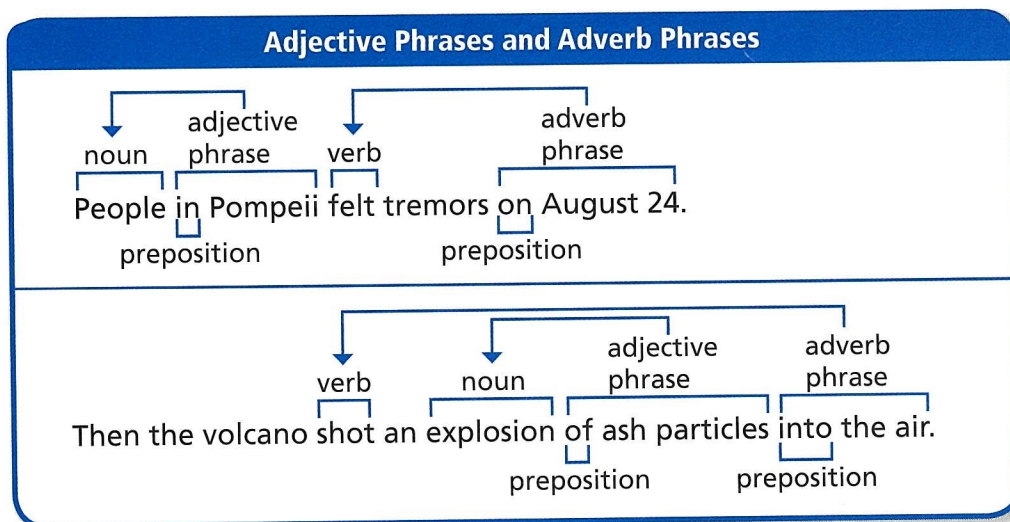 Adjective Phrases and Adverb Phrases
adjective adverb
noun phrase verb phrase
People in Pompeii felt tremors on August 24.
preposition preposition
adjective adverb
verb noun phrase phrase
Then the volcano shot an explosion of ash particles into the air.
preposition preposition